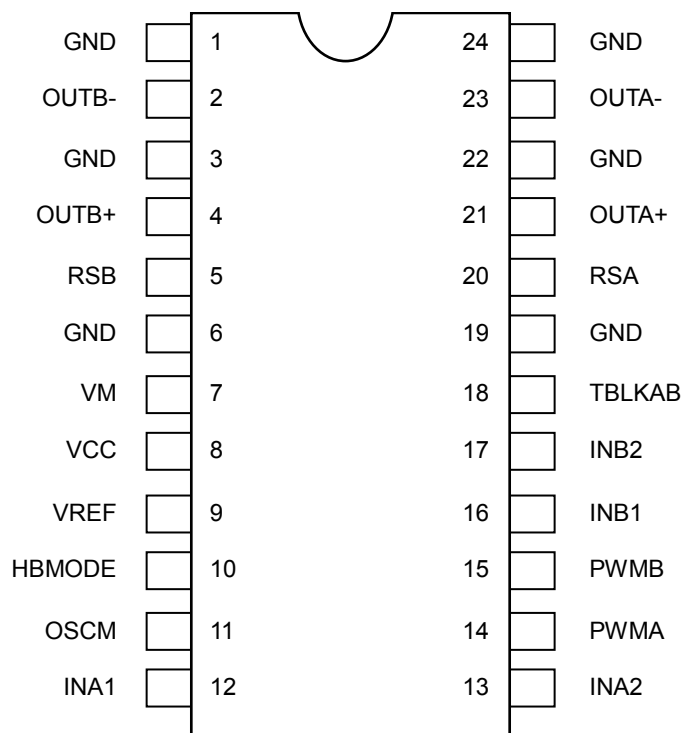 GND 1 24 GND
OUTB- 2 23 OUTA-
GND 3 22 GND
OUTB+ 4 21 OUTA+
RSB 5 20 RSA
GND 6 19 GND
VM 7 18 TBLKAB
VCC 8 17 INB2
VREF 9 16 INB1
HBMODE 10 15 PWMB
OSCM 11 14 PWMA
INA1 12 13 INA2